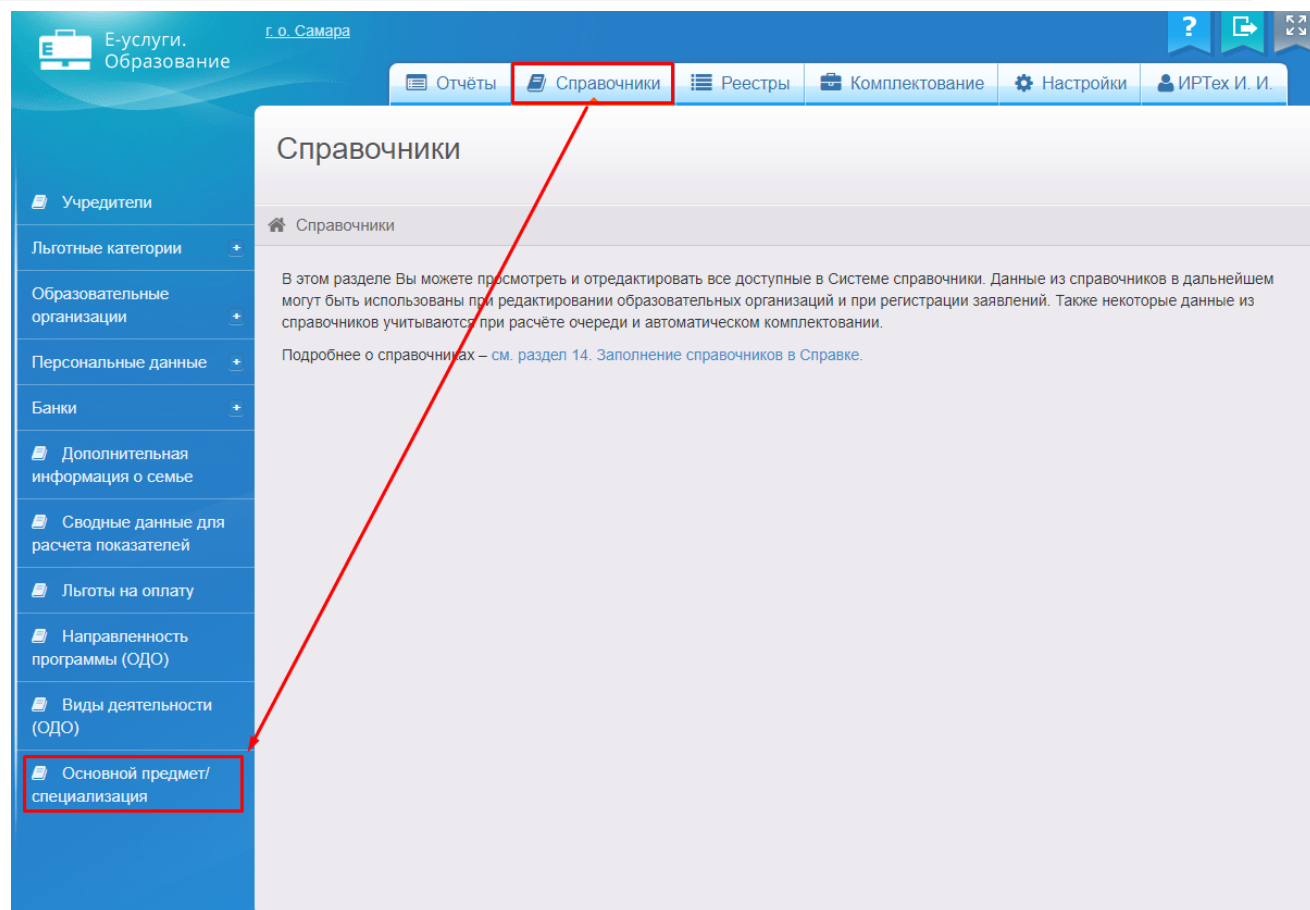 Е-услуги.
Образование
г. о. Самара
?
Отчёты
Справочники
Реестры
Комплектование
Настройки
ИРТех И. И.
Справочники
Справочники
Учредители
Льготные категории
Образовательные
организации
Персональные данные
Банки
Дополнительная
информация о семье
Сводные данные для
расчета показателей
Льготы на оплату
Направленность
программы (ОДО)
Виды деятельности
(ОДО)
Основной предмет/
специализация
В этом разделе Вы можете просмотреть и отредактировать все доступные в Системе справочники. Данные из справочников в дальнейшем
могут быть использованы при редактировании образовательных организаций и при регистрации заявлений. Также некоторые данные из
справочников учитываются при расчёте очереди и автоматическом комплектовании.
Подробнее о справочниках – см. раздел 14. Заполнение справочников в Справке.